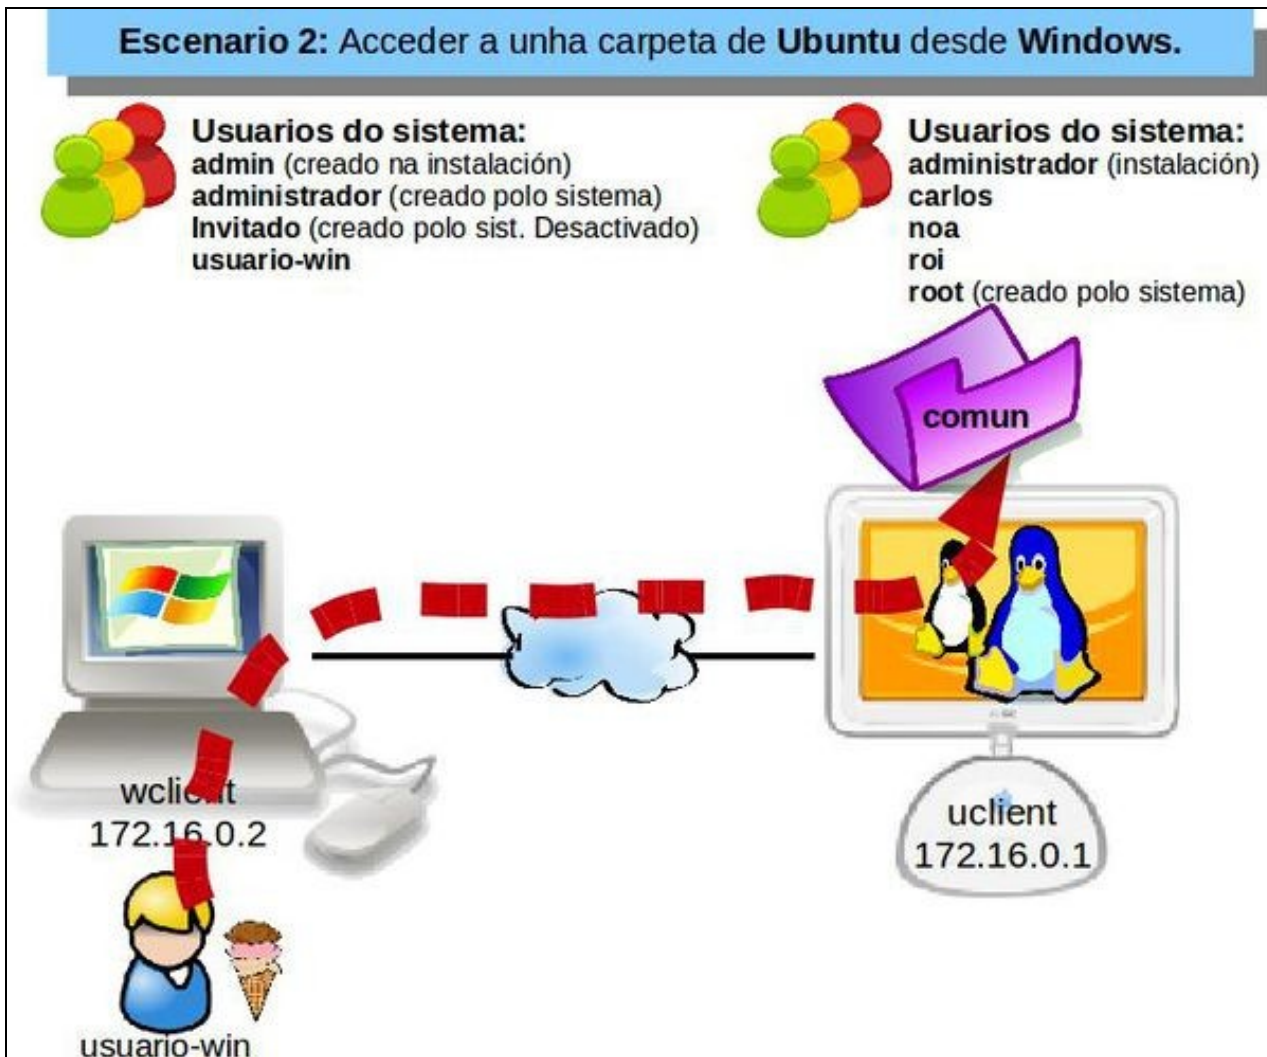 Escenario 2: Acceder a unha carpeta de Ubuntu desde Windows.
Usuarios do sistema:
admin (creado na instalación)
administrador (creado polo sistema)
Invitado (creado polo sist. Desactivado)
usuario-win
Usuarios do sistema:
administrador (instalación)
carlos
noa
roi
root (creado polo sistema)
comun
wclient
172.16.0.2
uclient
172.16.0.1
usuario-win